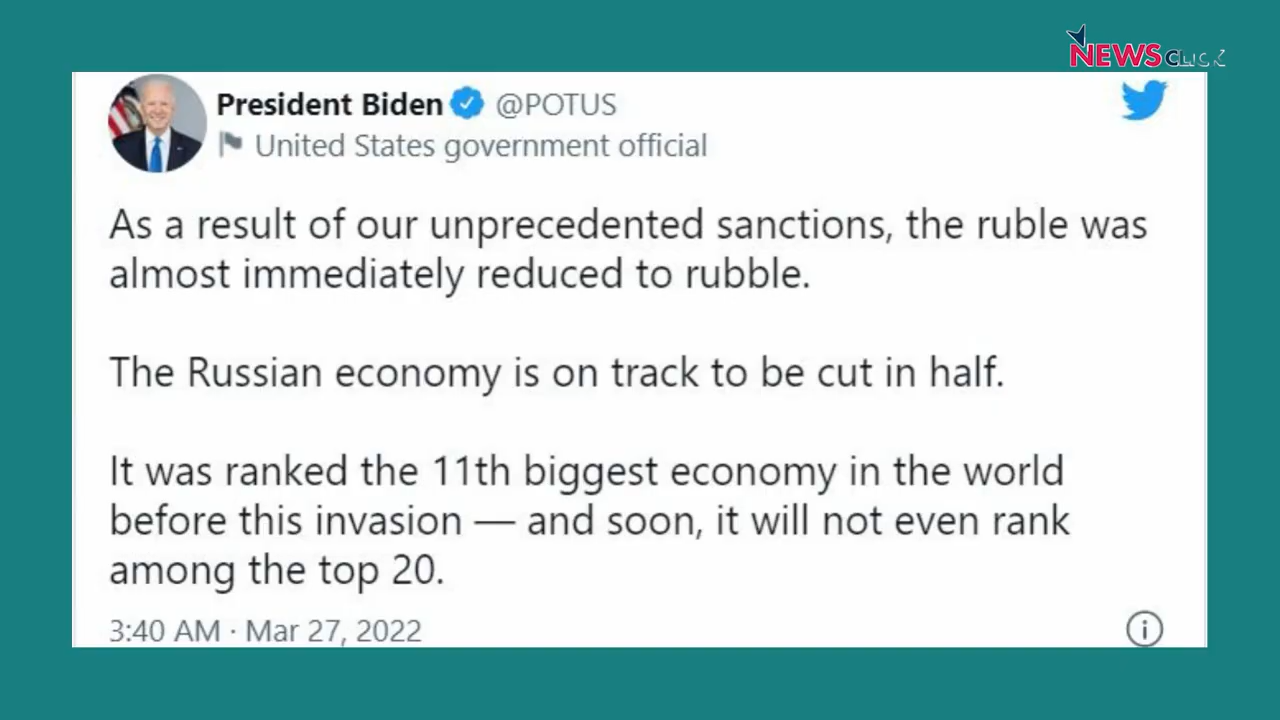 NEWSCLICK
President Biden @POTUS
United States government official
As a result of our unprecedented sanctions, the ruble was
almost immediately reduced to rubble.
The Russian economy is on track to be cut in half.
It was ranked the 11th biggest economy in the world
before this invasion — and soon, it will not even rank
among the top 20.
3:40 AM · Mar 27, 2022